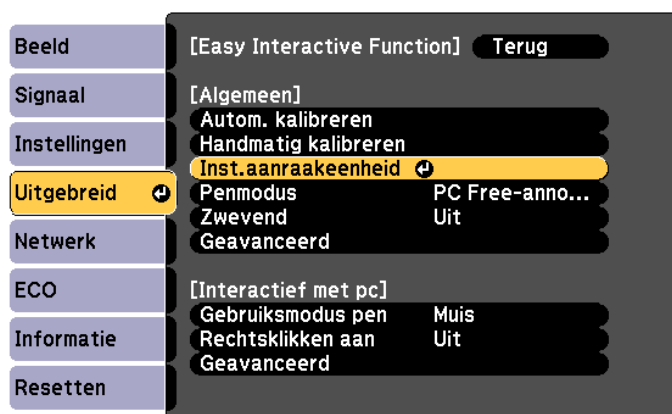 Beeld
Signaal
Instellingen
Uitgebreid
Netwerk
ECO
Informatie
Resetten
[Easy Interactive Function] Terug
[Algemeen]
Autom. kalibreren
Handmatig kalibreren
Inst.aanraakeenheid
Penmodus PC Free-anno...
Zwevend Uit
Geavanceerd
[Interactief met pc]
Gebruiksmodus pen Muis
Rechtsklikken aan Uit
Geavanceerd